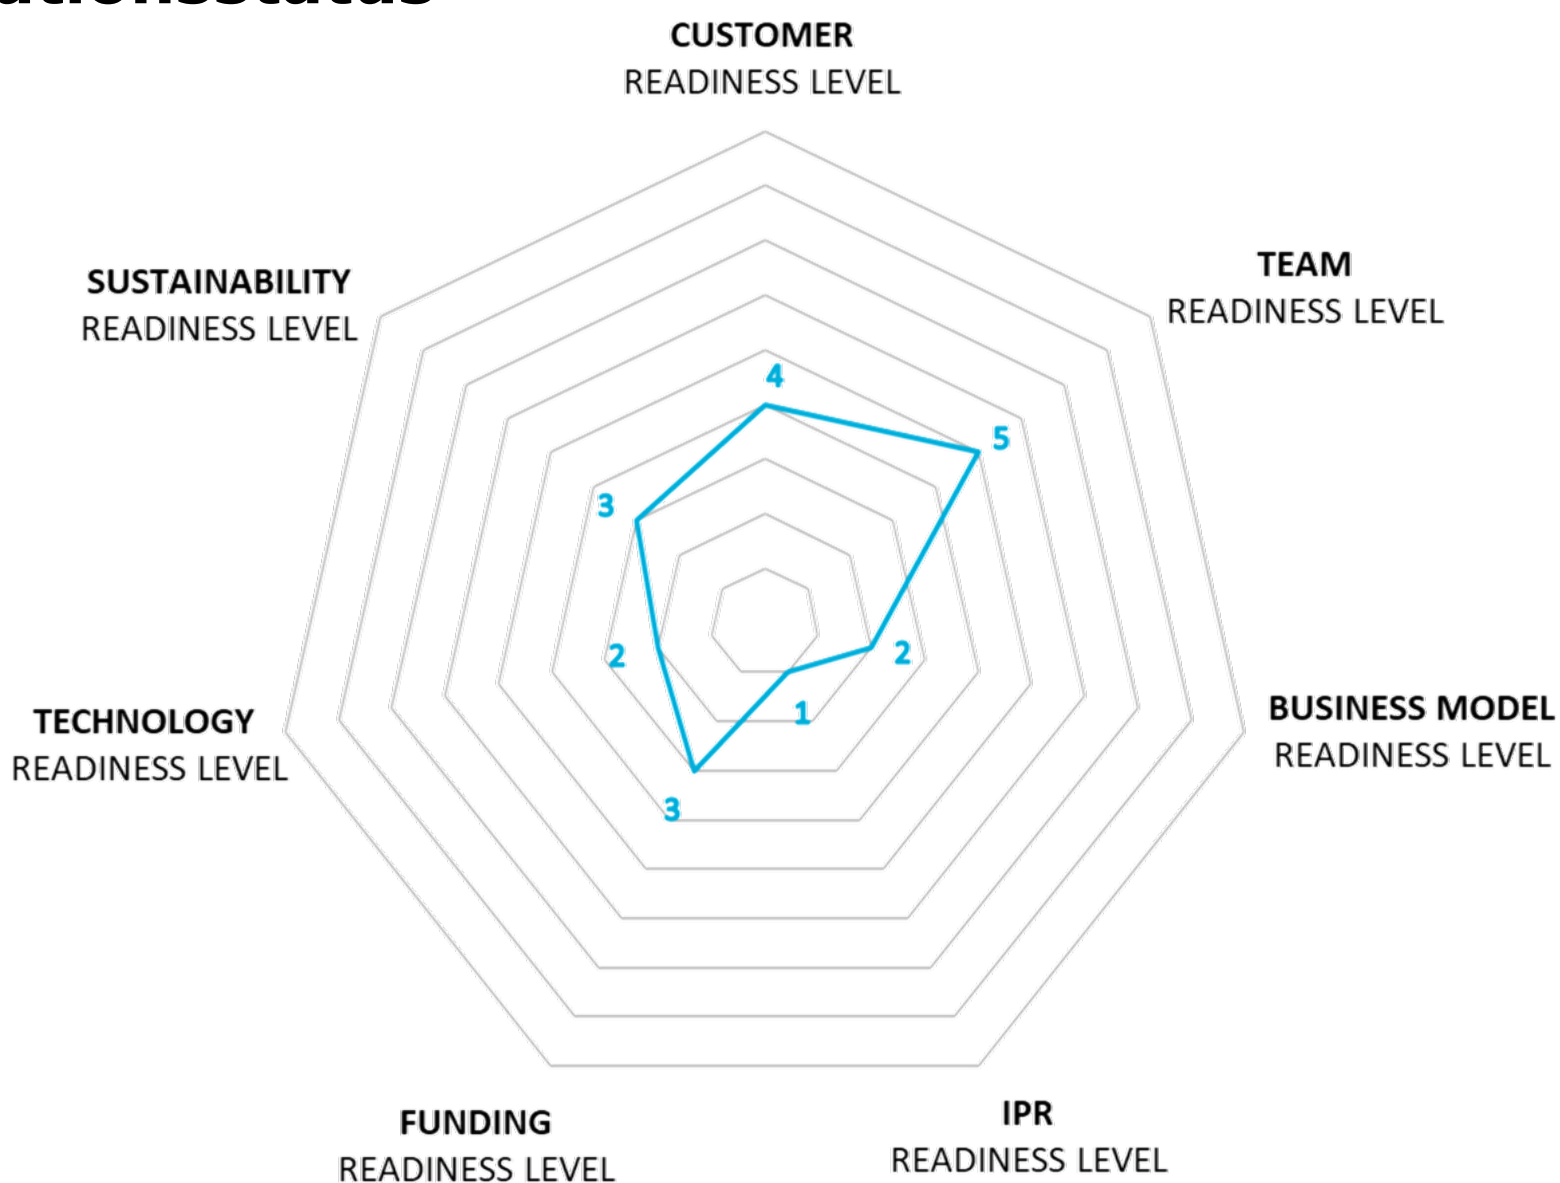 CUSTOMER
READINESS LEVEL
TEAM
READINESS LEVEL
SUSTAINABILITY
READINESS LEVEL
4
5
3
2
2
1
3
TECHNOLOGY
READINESS LEVEL
BUSINESS MODEL
READINESS LEVEL
FUNDING
READINESS LEVEL
IPR
READINESS LEVEL